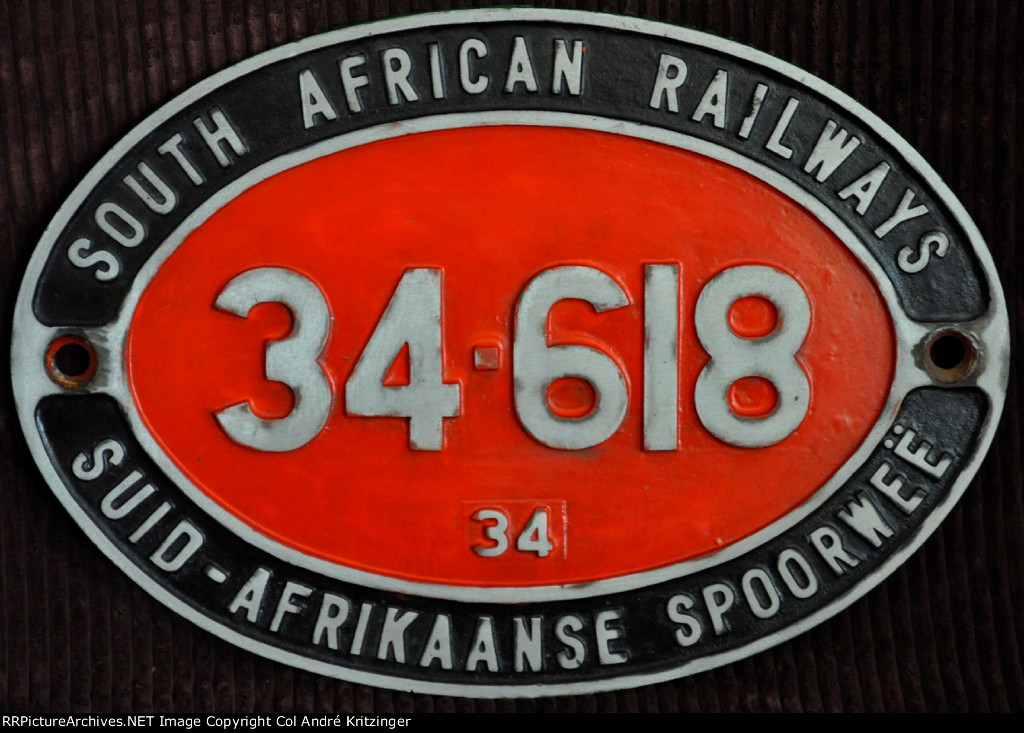 SOUTH AFRICAN RAILWAYS
34·618
34
SUID-AFRIKAANSE SPOORWEË
RRPictureArchives.NET Image Copyright Col André Kritzinger